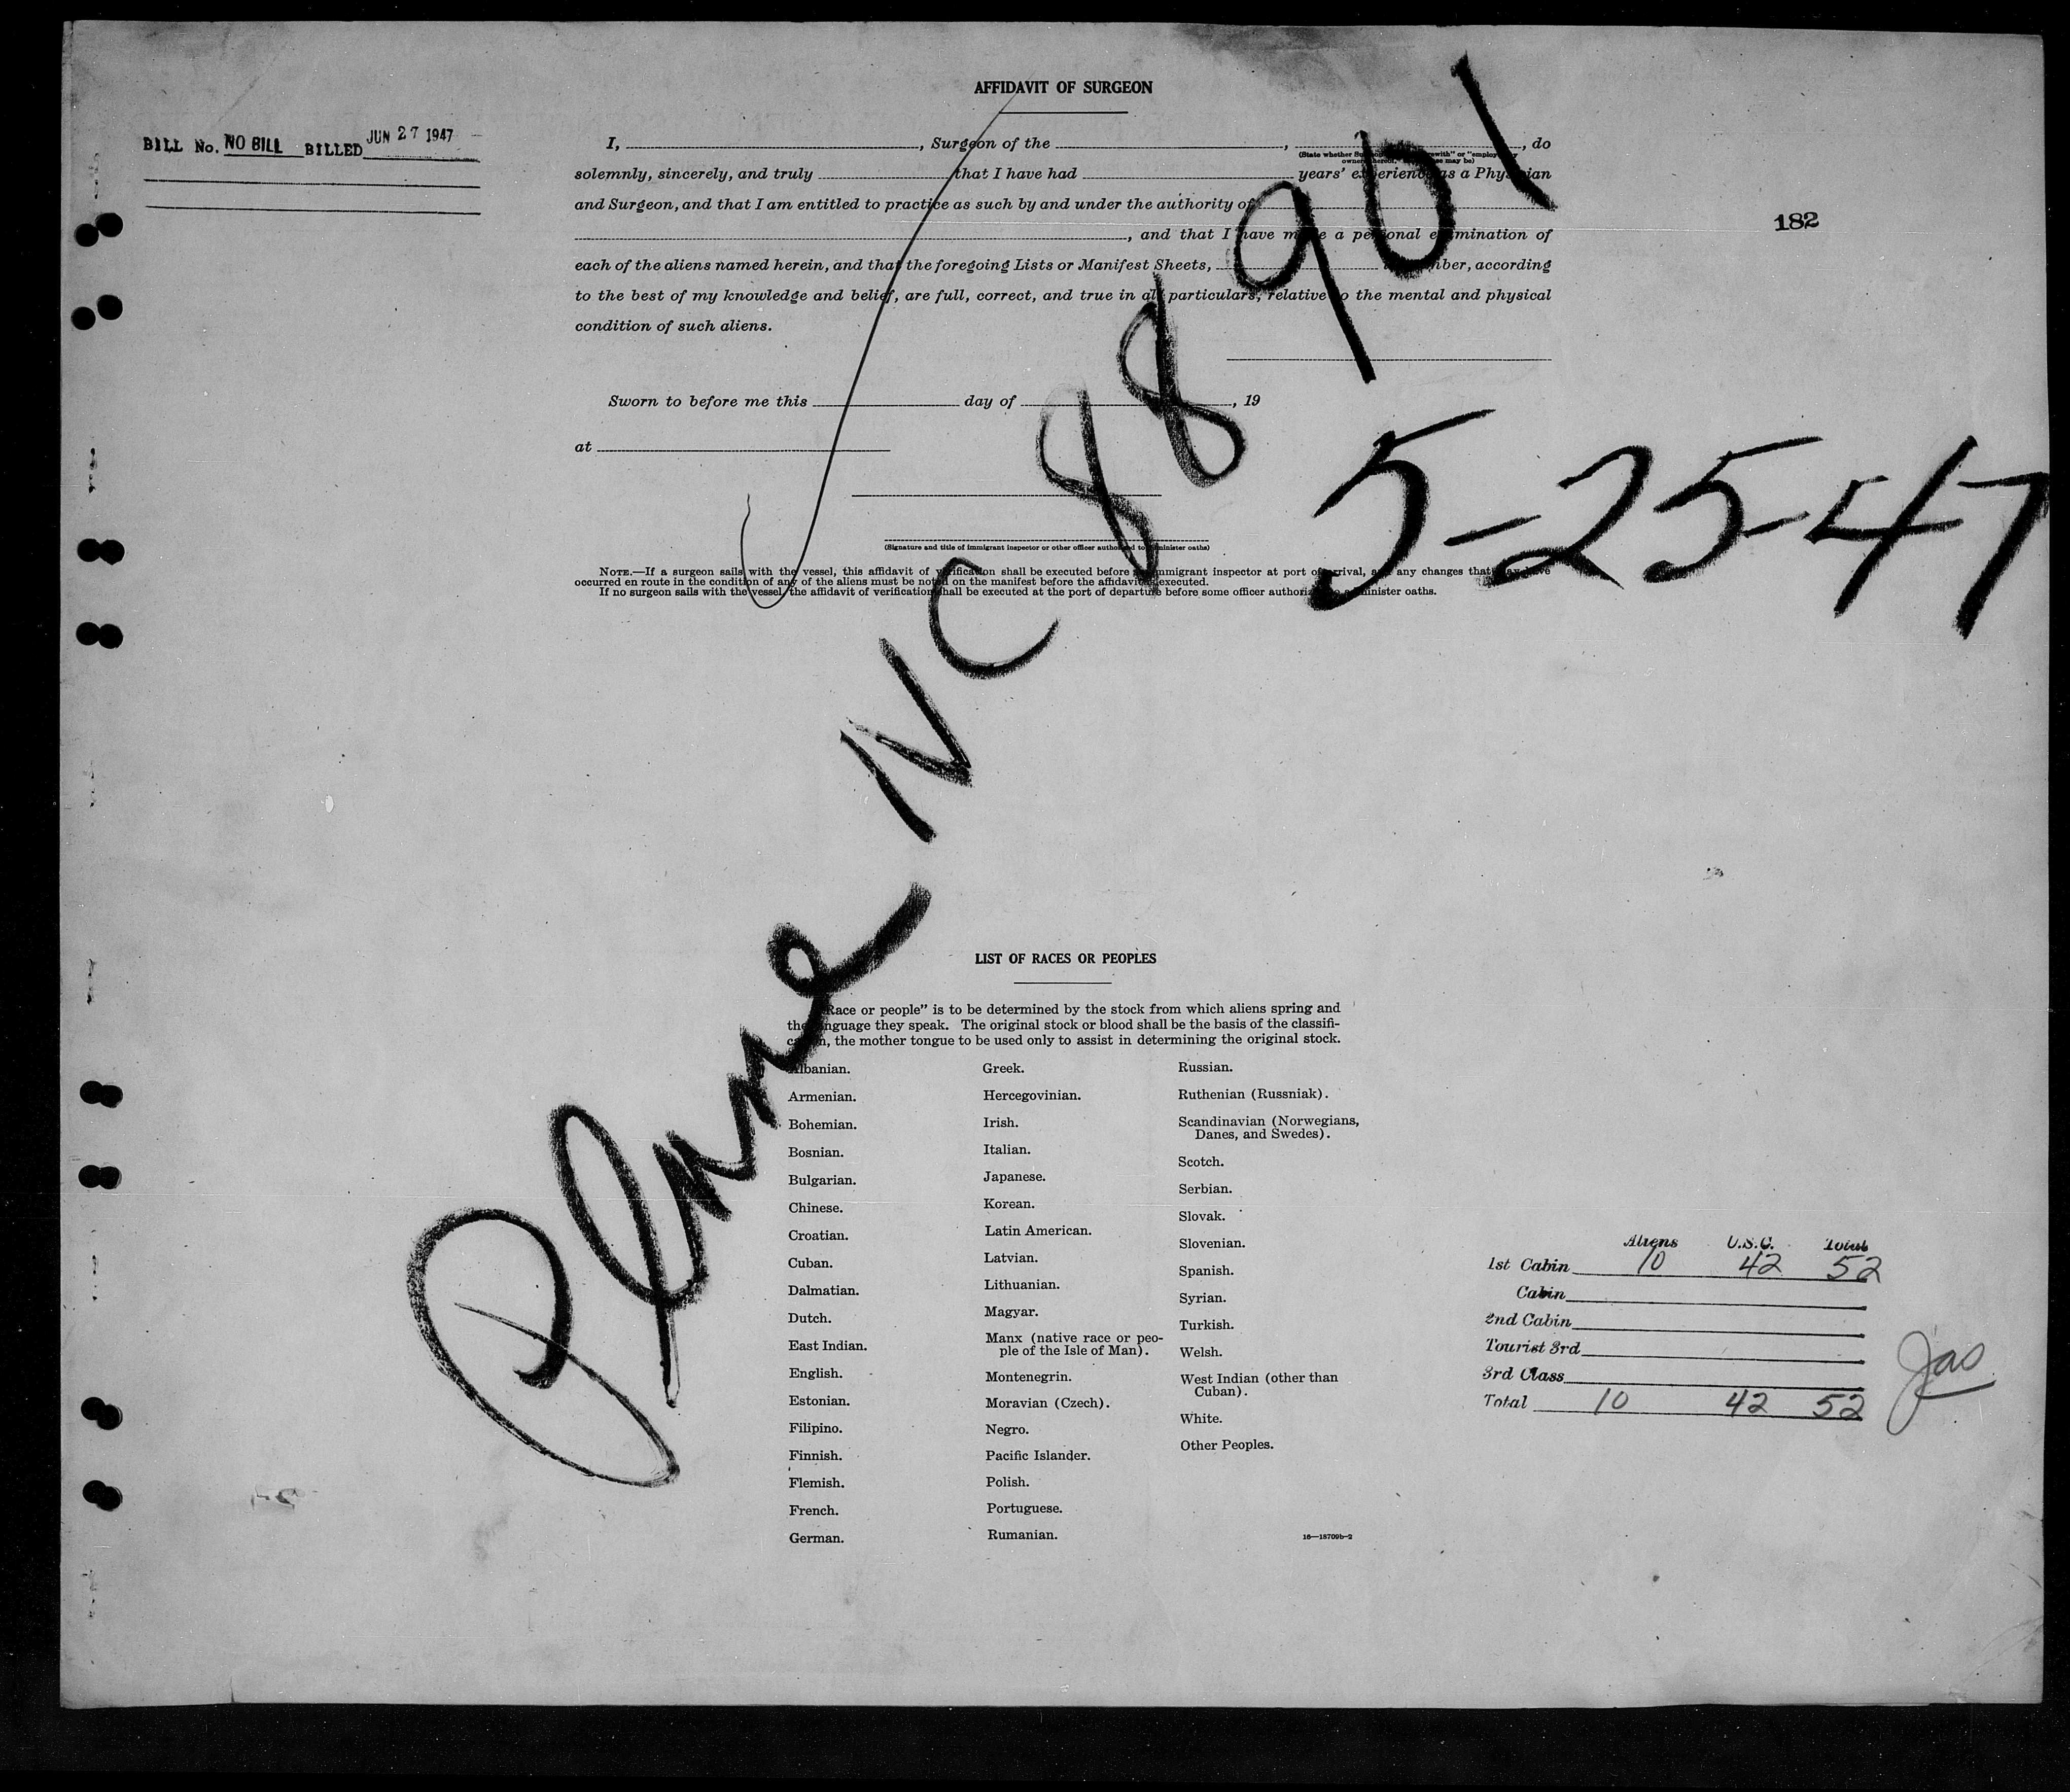 AFFIDAVIT OF SURGEON
BILL No. NO BILL BILLED JUN 27 1947
I, , Surgeon of the , , do
(State whether "or "employ owners thereof, may be)
solemnly, sincerely, and truly that I have had years' experience as a Physician
and Surgeon, and that I am entitled to practice as such by and under the authority of
, and that I have made a personal examination of
each of the aliens named herein, and that the foregoing Lists or Manifest Sheets, number, according
to the best of my knowledge and belief, are full, correct, and true in all particulars, relative to the mental and physical
condition of such aliens.
182
Sworn to before me this day of , 19
at
(Signature and title of immigrant inspector or other officer authorized to administer oaths)
NOTE.—If a surgeon sails with the vessel, this affidavit of verification shall be executed before immigrant inspector at port of arrival, and any changes that may have
occurred en route in the condition of any of the aliens must be noted on the manifest before the affidavit executed.
If no surgeon sails with the vessel, the affidavit of verification shall be executed at the port of departure before some officer authorized to administer oaths.
Plane NC 88901
5-25-47
LIST OF RACES OR PEOPLES
"Race or people" is to be determined by the stock from which aliens spring and
the language they speak. The original stock or blood shall be the basis of the classifi-
cation, the mother tongue to be used only to assist in determining the original stock.
Albanian.
Armenian.
Bohemian.
Bosnian.
Bulgarian.
Chinese.
Croatian.
Cuban.
Dalmatian.
Dutch.
East Indian.
English.
Estonian.
Filipino.
Finnish.
Flemish.
French.
German.
Greek.
Hercegovinian.
Irish.
Italian.
Japanese.
Korean.
Latin American.
Latvian.
Lithuanian.
Magyar.
Manx (native race or peo-
ple of the Isle of Man).
Montenegrin.
Moravian (Czech).
Negro.
Pacific Islander.
Polish.
Portuguese.
Rumanian.
Russian.
Ruthenian (Russniak).
Scandinavian (Norwegians,
Danes, and Swedes).
Scotch.
Serbian.
Slovak.
Slovenian.
Spanish.
Syrian.
Turkish.
Welsh.
West Indian (other than
Cuban).
White.
Other Peoples.
16—18709b-2
Aliens U.S.C. Total
1st Cabin 10 42 52
Cabin
2nd Cabin
Tourist 3rd
3rd Class
Total 10 42 52
Jao